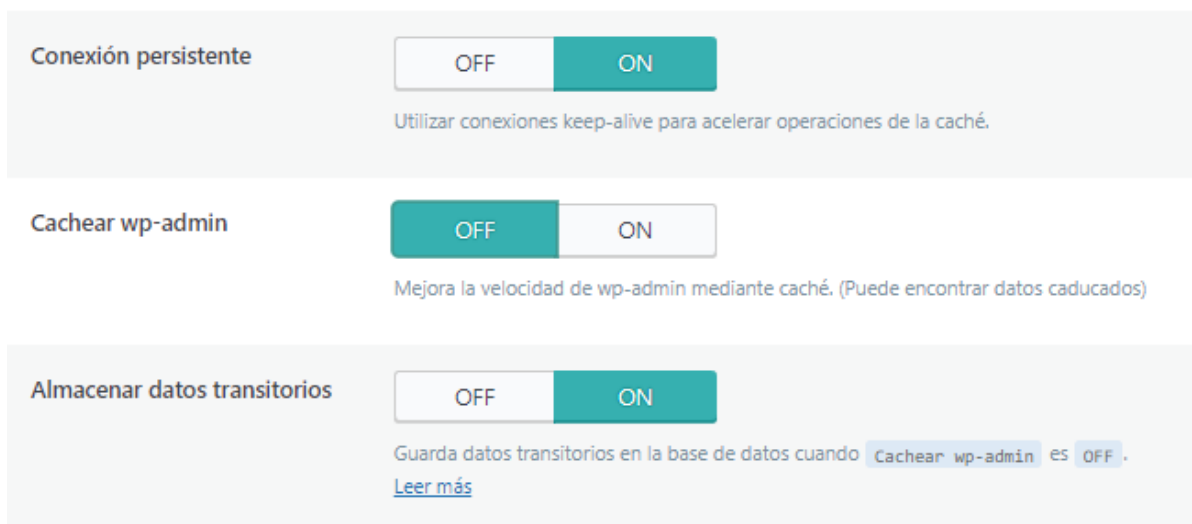 Conexión persistente
OFF ON
Utilizar conexiones keep-alive para acelerar operaciones de la caché.
Cachear wp-admin
OFF ON
Mejora la velocidad de wp-admin mediante caché. (Puede encontrar datos caducados)
Almacenar datos transitorios
OFF ON
Guarda datos transitorios en la base de datos cuando Cachear wp-admin es OFF .
Leer más